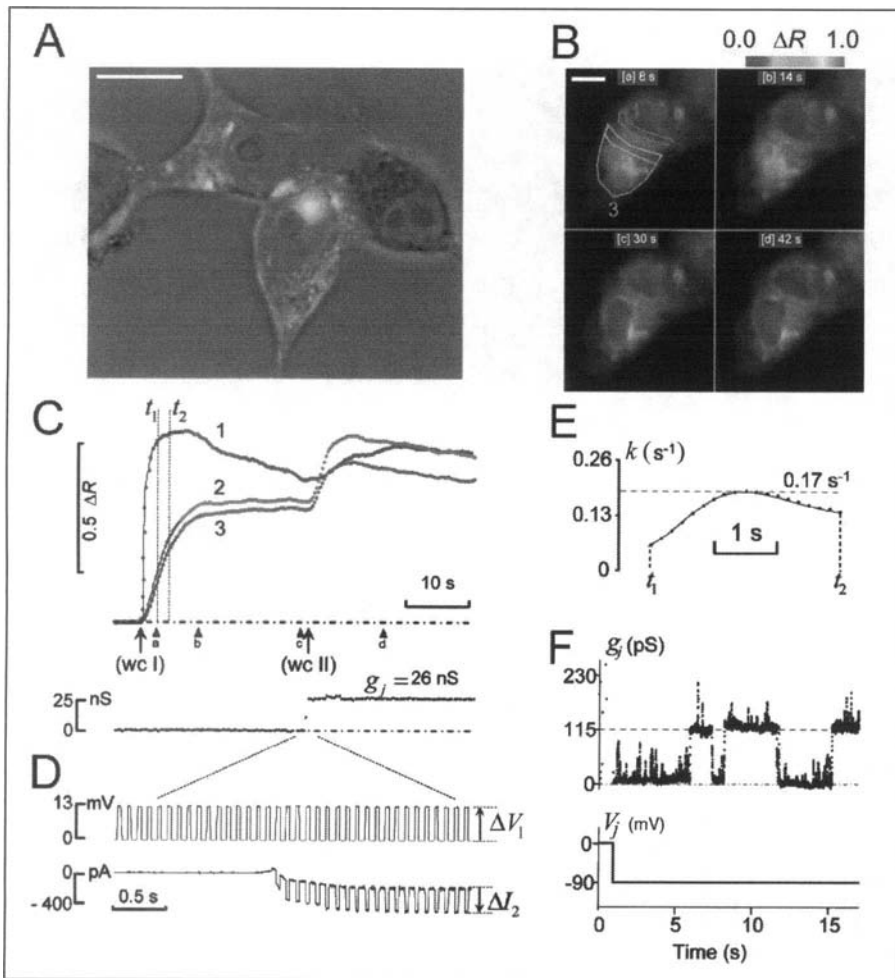 A
B
0.0 ΔR 1.0
[a] 8 s
[b] 14 s
3
[c] 30 s
[d] 42 s
C
t₁ t₂
1
2
3
0.5 ΔR
10 s
a b c d
(wc I) (wc II)
25 nS
0
gⱼ = 26 nS
D
13 mV
0
ΔV₁
0 pA
-400
0.5 s
ΔI₂
E
k (s⁻¹)
0.26
0.13
0
0.17 s⁻¹
1 s
t₁ t₂
F
gⱼ (pS)
230
115
0
Vⱼ (mV)
0
-90
0 5 10 15
Time (s)